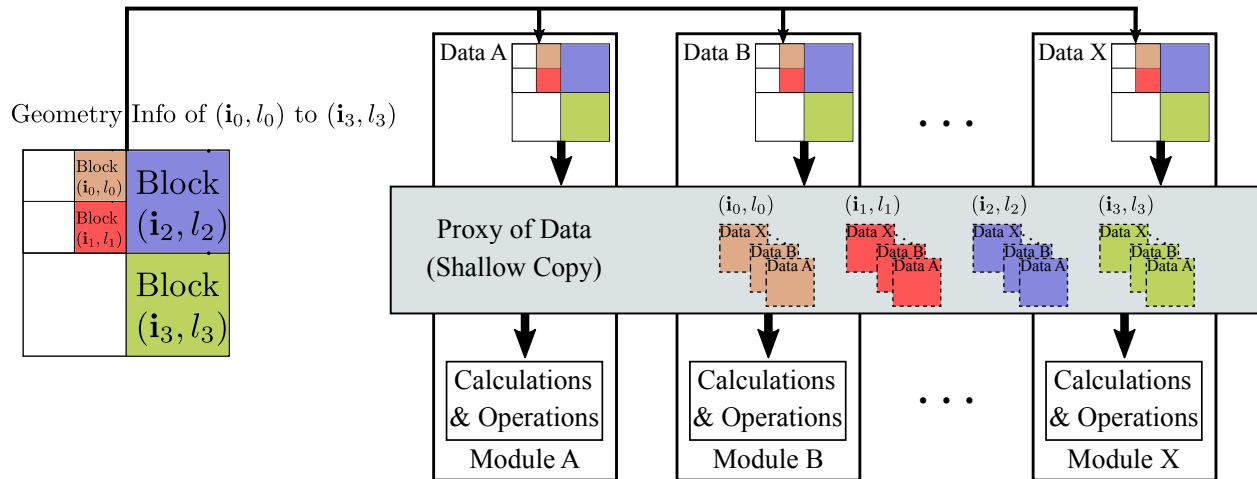 Geometry Info of (i₀, l₀) to (i₃, l₃)
Block
(i₀, l₀)
Block
(i₁, l₁)
Block
(i₂, l₂)
Block
(i₃, l₃)
Data A
Data B
Data X
. . .
Proxy of Data
(Shallow Copy)
(i₀, l₀)
Data X
...
Data B
Data A
(i₁, l₁)
Data X
...
Data B
Data A
(i₂, l₂)
Data X
...
Data B
Data A
(i₃, l₃)
Data X
...
Data B
Data A
Calculations
& Operations
Module A
Calculations
& Operations
Module B
. . .
Calculations
& Operations
Module X